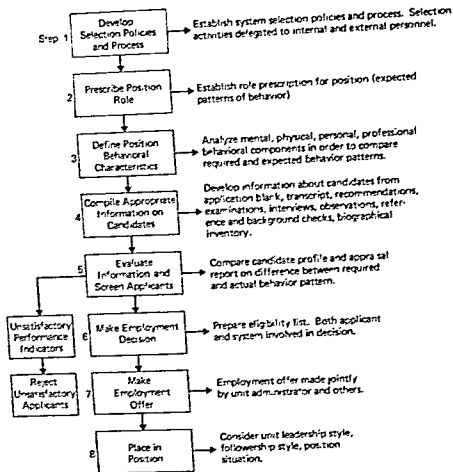 Step 1
Develop
Selection Policies
and Process
Establish system selection policies and process. Selection
activities delegated to internal and external personnel.
2
Prescribe Position
Role
Establish role prescription for position (expected
patterns of behavior)
3
Define Position
Behavioral
Characteristics
Analyze mental, physical, personal, professional
behavioral components in order to compare
required and expected behavior patterns.
4
Compile Appropriate
Information on
Candidates
Develop information about candidates from
application blank, transcript, recommendations,
examinations, interviews, observations, refer-
ence and background checks, biographical
inventory.
5
Evaluate
Information and
Screen Applicants
Compare candidate profile and appraisal
report on difference between required
and actual behavior pattern.
Unsatisfactory
Performance
Indicators
Reject
Unsatisfactory
Applicants
6
Make Employment
Decision
Prepare eligibility list. Both applicant
and system involved in decision.
7
Make
Employment
Offer
Employment offer made jointly
by unit administrator and others.
8
Place in
Position
Consider unit leadership style,
followership style, position
situation.